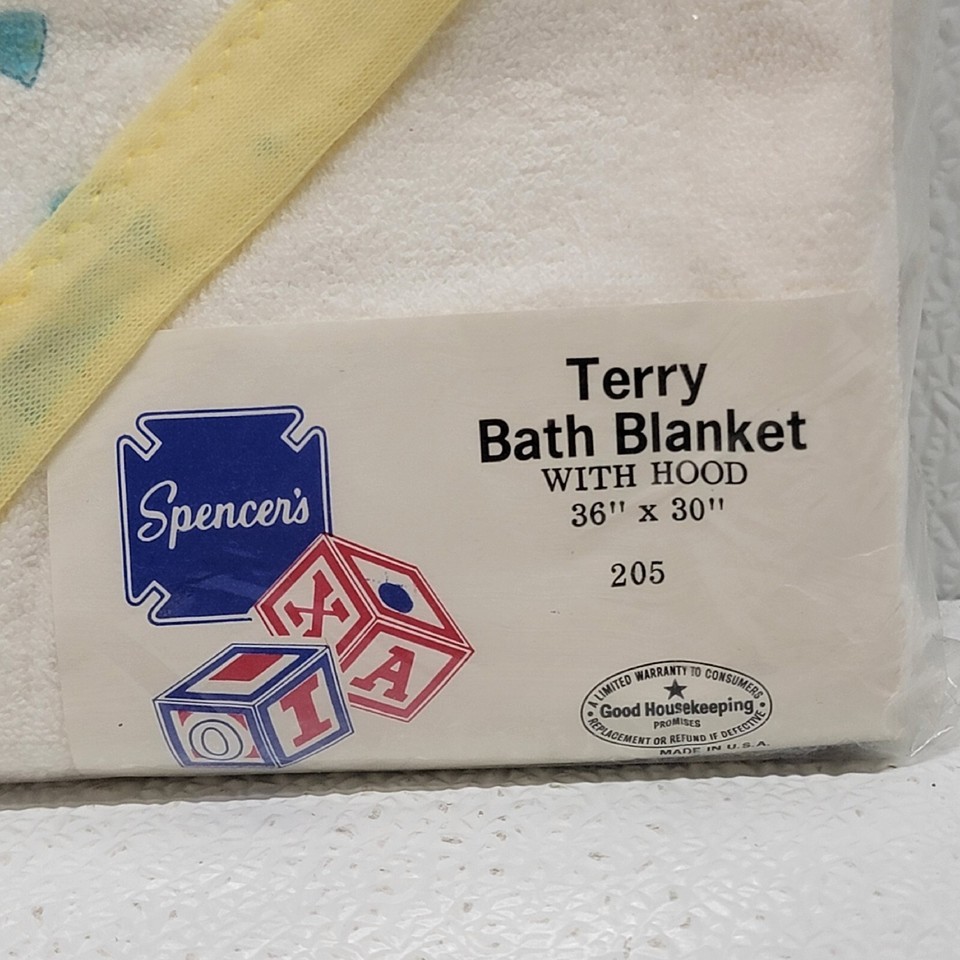 Terry
Bath Blanket
WITH HOOD
36" x 30"
205
Spencer's
X
A
O
I
A LIMITED WARRANTY TO CONSUMERS
Good Housekeeping
PROMISES
REPLACEMENT OR REFUND IF DEFECTIVE
MADE IN U.S.A.